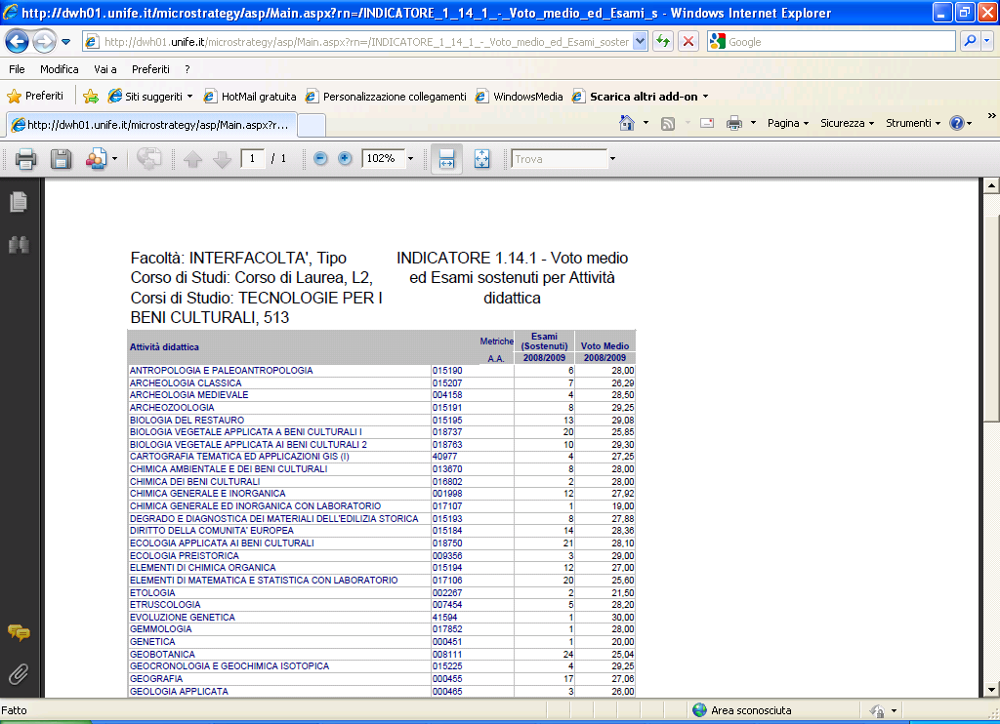 http://dwh01.unife.it/microstrategy/asp/Main.aspx?rn=/INDICATORE_1_14_1_-_Voto_medio_ed_Esami_s - Windows Internet Explorer
http://dwh01.unife.it/microstrategy/asp/Main.aspx?rn=/INDICATORE_1_14_1_-_Voto_medio_ed_Esami_soster
Google
File Modifica Vai a Preferiti ?
Preferiti Siti suggeriti HotMail gratuita Personalizzazione collegamenti WindowsMedia Scarica altri add-on
http://dwh01.unife.it/microstrategy/asp/Main.aspx?r...
Pagina Sicurezza Strumenti »
1 / 1 102% Trova
Facoltà: INTERFACOLTA', Tipo
Corso di Studi: Corso di Laurea, L2,
Corsi di Studio: TECNOLOGIE PER I
BENI CULTURALI, 513
INDICATORE 1.14.1 - Voto medio
ed Esami sostenuti per Attività
didattica
Attività didattica Metriche Esami (Sostenuti) Voto Medio
A.A. 2008/2009 2008/2009
ANTROPOLOGIA E PALEOANTROPOLOGIA 015190 6 28,00
ARCHEOLOGIA CLASSICA 015207 7 26,29
ARCHEOLOGIA MEDIEVALE 004158 4 28,50
ARCHEOZOOLOGIA 015191 8 29,25
BIOLOGIA DEL RESTAURO 015195 13 29,08
BIOLOGIA VEGETALE APPLICATA A BENI CULTURALI I 018737 20 25,85
BIOLOGIA VEGETALE APPLICATA AI BENI CULTURALI 2 018763 10 29,30
CARTOGRAFIA TEMATICA ED APPLICAZIONI GIS (I) 40977 4 27,25
CHIMICA AMBIENTALE E DEI BENI CULTURALI 013670 8 28,00
CHIMICA DEI BENI CULTURALI 016802 2 28,00
CHIMICA GENERALE E INORGANICA 001998 12 27,92
CHIMICA GENERALE ED INORGANICA CON LABORATORIO 017107 1 19,00
DEGRADO E DIAGNOSTICA DEI MATERIALI DELL'EDILIZIA STORICA 015193 8 27,88
DIRITTO DELLA COMUNITA' EUROPEA 015184 14 28,36
ECOLOGIA APPLICATA AI BENI CULTURALI 018750 21 28,10
ECOLOGIA PREISTORICA 009356 3 29,00
ELEMENTI DI CHIMICA ORGANICA 015194 12 27,00
ELEMENTI DI MATEMATICA E STATISTICA CON LABORATORIO 017106 20 25,60
ETOLOGIA 002267 2 21,50
ETRUSCOLOGIA 007454 5 28,20
EVOLUZIONE GENETICA 41594 1 30,00
GEMMOLOGIA 017852 1 28,00
GENETICA 000451 1 20,00
GEOBOTANICA 008111 24 25,04
GEOCRONOLOGIA E GEOCHIMICA ISOTOPICA 015225 4 29,25
GEOGRAFIA 000455 17 27,06
GEOLOGIA APPLICATA 000465 3 26,00
Fatto
Area sconosciuta